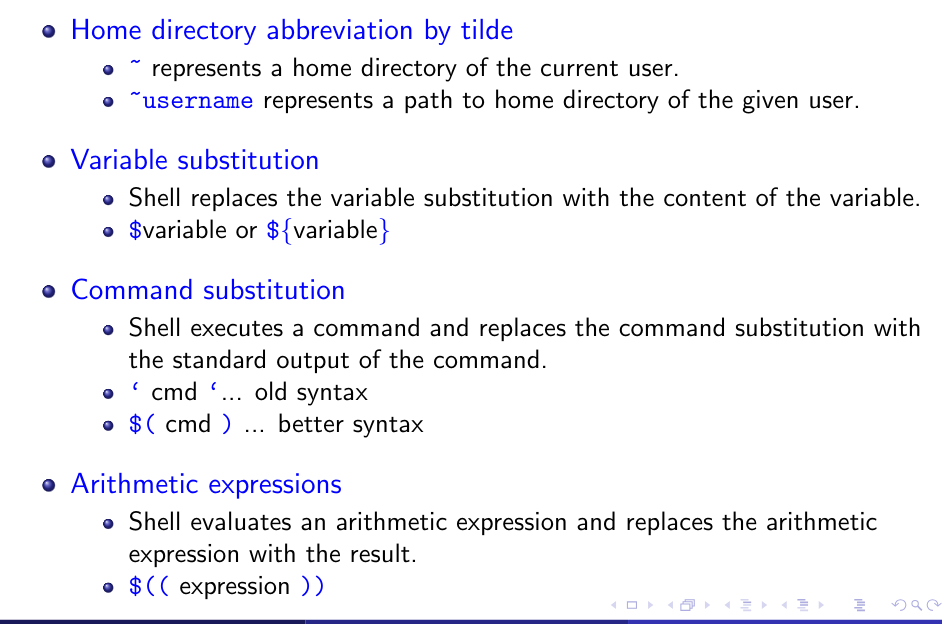 Home directory abbreviation by tilde
~ represents a home directory of the current user.
~username represents a path to home directory of the given user.
Variable substitution
Shell replaces the variable substitution with the content of the variable.
$variable or ${variable}
Command substitution
Shell executes a command and replaces the command substitution with
the standard output of the command.
‘ cmd ‘... old syntax
$( cmd ) ... better syntax
Arithmetic expressions
Shell evaluates an arithmetic expression and replaces the arithmetic
expression with the result.
$(( expression ))